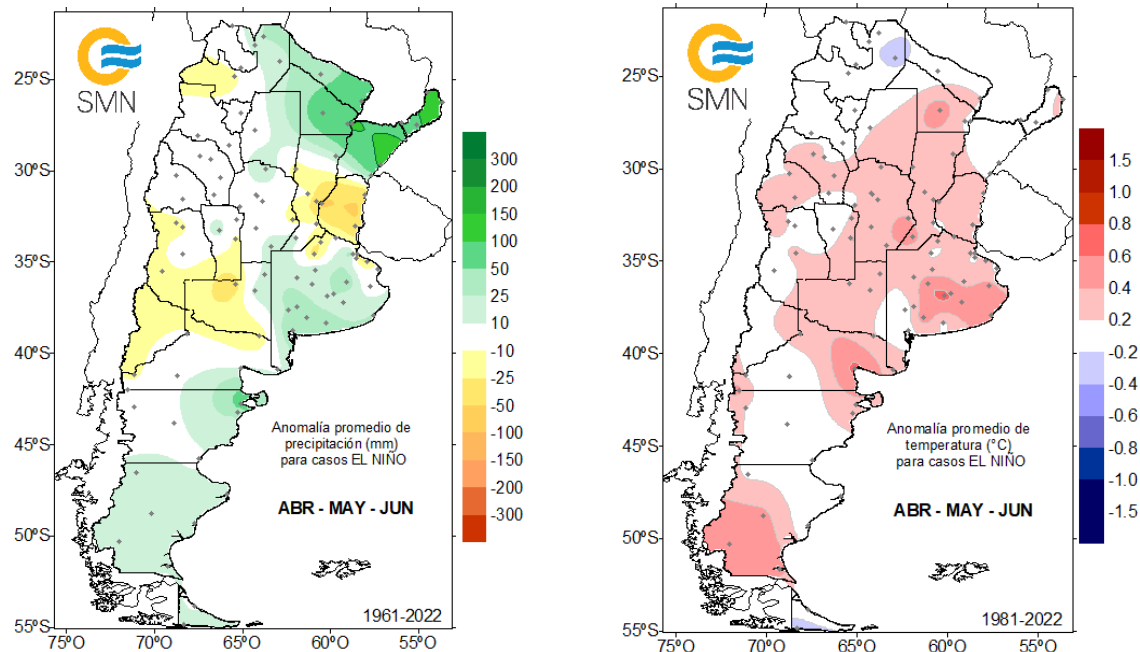 SMN
25ºS
30ºS
35ºS
40ºS
45ºS
50ºS
55ºS
75ºO
70ºO
65ºO
60ºO
55ºO
Anomalía promedio de
precipitación (mm)
para casos EL NIÑO
ABR - MAY - JUN
1961-2022
300
200
150
100
50
25
10
-10
-25
-50
-100
-150
-200
-300
SMN
25ºS
30ºS
35ºS
40ºS
45ºS
50ºS
55ºS
75ºO
70ºO
65ºO
60ºO
55ºO
Anomalía promedio de
temperatura (°C)
para casos EL NIÑO
ABR - MAY - JUN
1981-2022
1.5
1.0
0.8
0.6
0.4
0.2
-0.2
-0.4
-0.6
-0.8
-1.0
-1.5